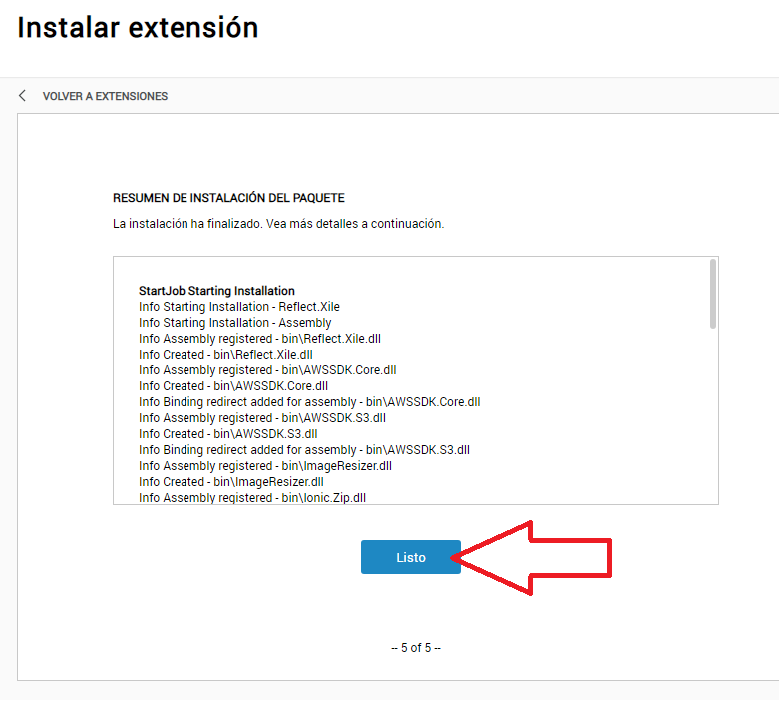 Instalar extensión
VOLVER A EXTENSIONES
RESUMEN DE INSTALACIÓN DEL PAQUETE
La instalación ha finalizado. Vea más detalles a continuación.
StartJob Starting Installation
Info Starting Installation - Reflect.Xile
Info Starting Installation - Assembly
Info Assembly registered - bin\Reflect.Xile.dll
Info Created - bin\Reflect.Xile.dll
Info Assembly registered - bin\AWSSDK.Core.dll
Info Created - bin\AWSSDK.Core.dll
Info Binding redirect added for assembly - bin\AWSSDK.Core.dll
Info Assembly registered - bin\AWSSDK.S3.dll
Info Created - bin\AWSSDK.S3.dll
Info Binding redirect added for assembly - bin\AWSSDK.S3.dll
Info Assembly registered - bin\ImageResizer.dll
Info Created - bin\ImageResizer.dll
Info Assembly registered - bin\Ionic.Zip.dll
Listo
-- 5 of 5 --